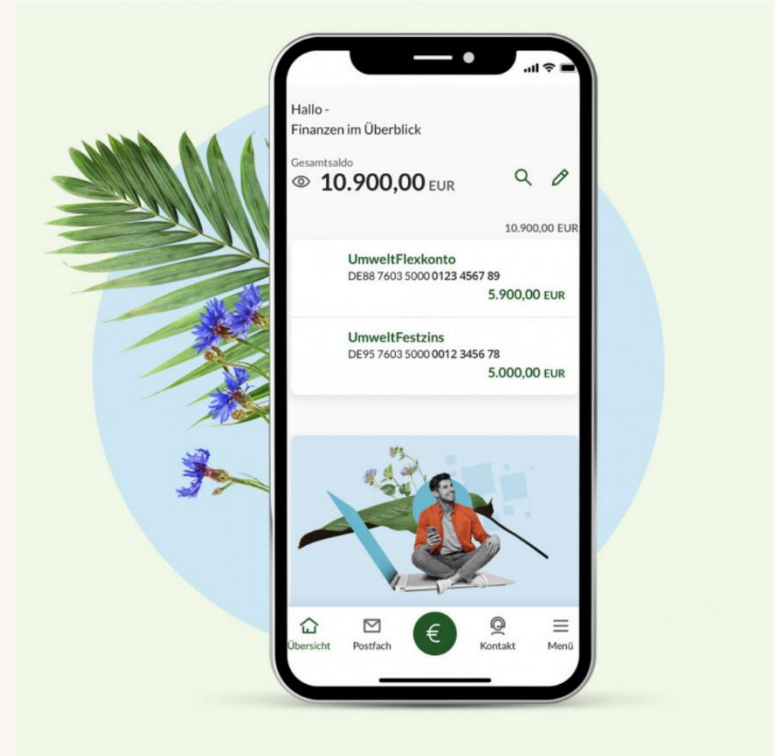 Hallo -
Finanzen im Überblick
Gesamtsaldo
10.900,00 EUR
10.900,00 EUR
UmweltFlexkonto
DE88 7603 5000 0123 4567 89
5.900,00 EUR
UmweltFestzins
DE95 7603 5000 0012 3456 78
5.000,00 EUR
€
Übersicht Postfach Kontakt Menü